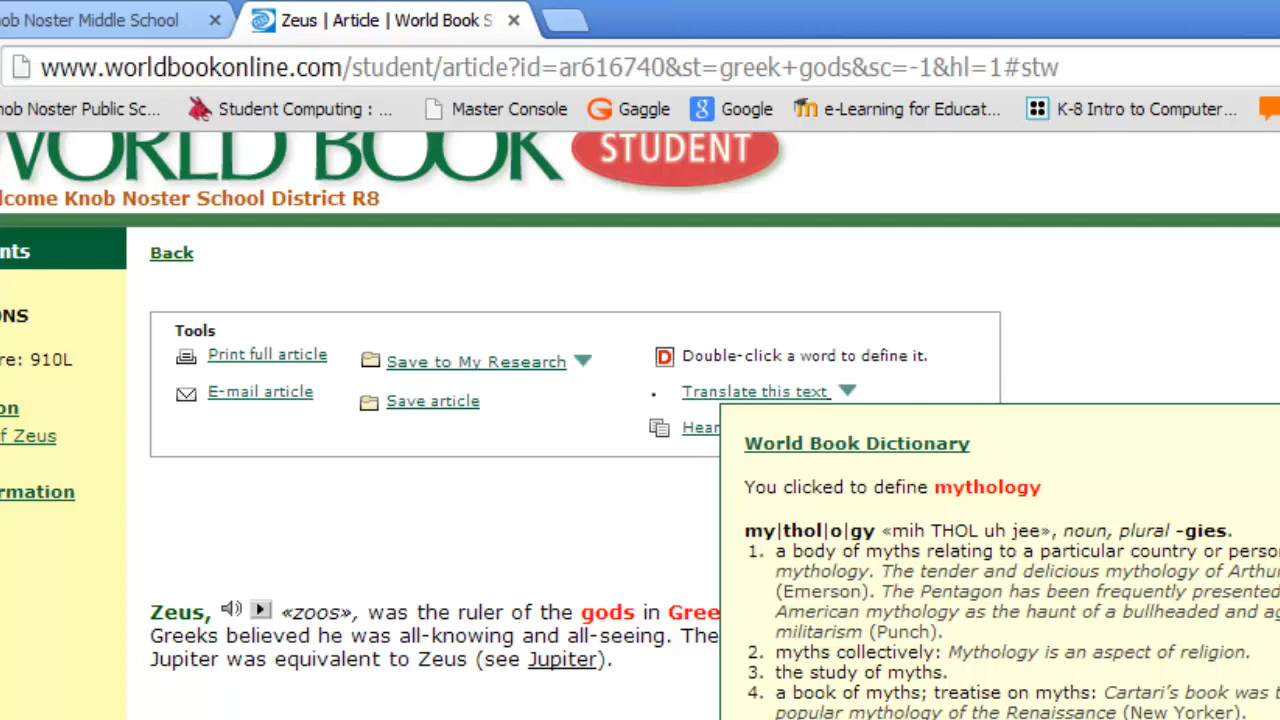 nob Noster Middle School × Zeus | Article | World Book S ×
www.worldbookonline.com/student/article?id=ar616740&st=greek+gods&sc=-1&hl=1#stw
nob Noster Public Sc... Student Computing : ... Master Console Gaggle Google e-Learning for Educat... K-8 Intro to Computer...
WORLD BOOK STUDENT
lcome Knob Noster School District R8
nts
Back
ONS
Tools
Print full article
Save to My Research
D Double-click a word to define it.
re: 910L
E-mail article
Save article
Translate this text
on
Hear
f Zeus
World Book Dictionary
rmation
You clicked to define mythology
my|thol|o|gy «mih THOL uh jee», noun, plural -gies.
1. a body of myths relating to a particular country or perso
mythology. The tender and delicious mythology of Arthu
(Emerson). The Pentagon has been frequently presented
American mythology as the haunt of a bullheaded and ag
militarism (Punch).
2. myths collectively: Mythology is an aspect of religion.
3. the study of myths.
4. a book of myths; treatise on myths: Cartari's book was t
popular mythology of the Renaissance (New Yorker).
Zeus, «zoos», was the ruler of the gods in Gree
Greeks believed he was all-knowing and all-seeing. The
Jupiter was equivalent to Zeus (see Jupiter).